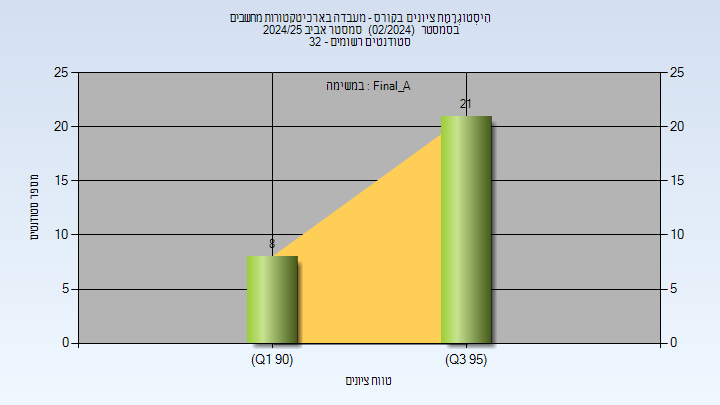 היסטוגרמת ציונים בקורס - מעבדה בארכיטקטורות מחשבים
בסמסטר (02/2024) סמסטר אביב 2024/25
סטודנטים רשומים - 32
במשימה : Final_A
25 25
21
20 20
15 15
מספר סטודנטים
10 10
8
5 5
0 0
(Q1 90) (Q3 95)
טווח ציונים